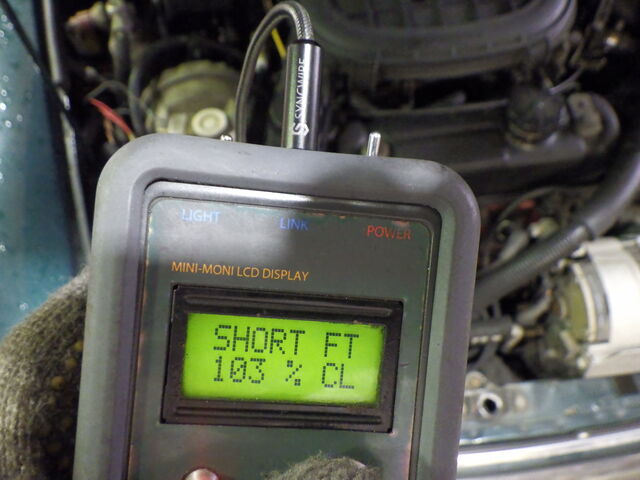 SYNCWIRE
LIGHT LINK POWER
MINI-MONI LCD DISPLAY
SHORT FT
103 % CL